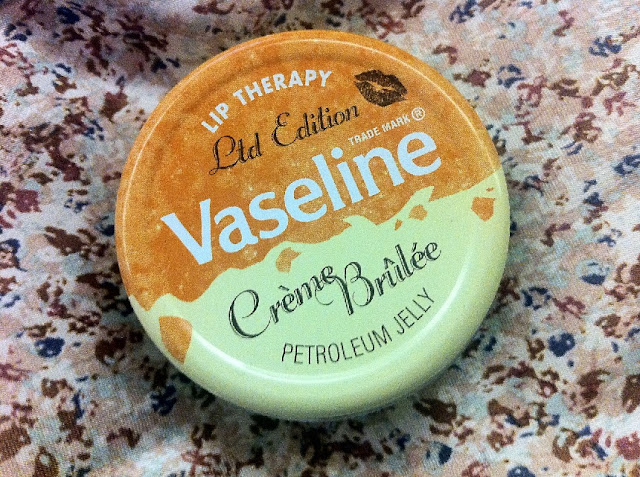 LIP THERAPY
Ltd Edition
TRADE MARK ®
Vaseline
Crème Brûlée
PETROLEUM JELLY